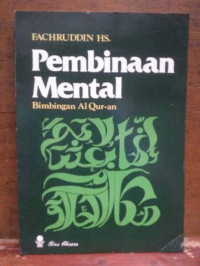 FACHRUDDIN HS.
Pembinaan
Mental
Bimbingan Al Qur-an
Bina Aksara